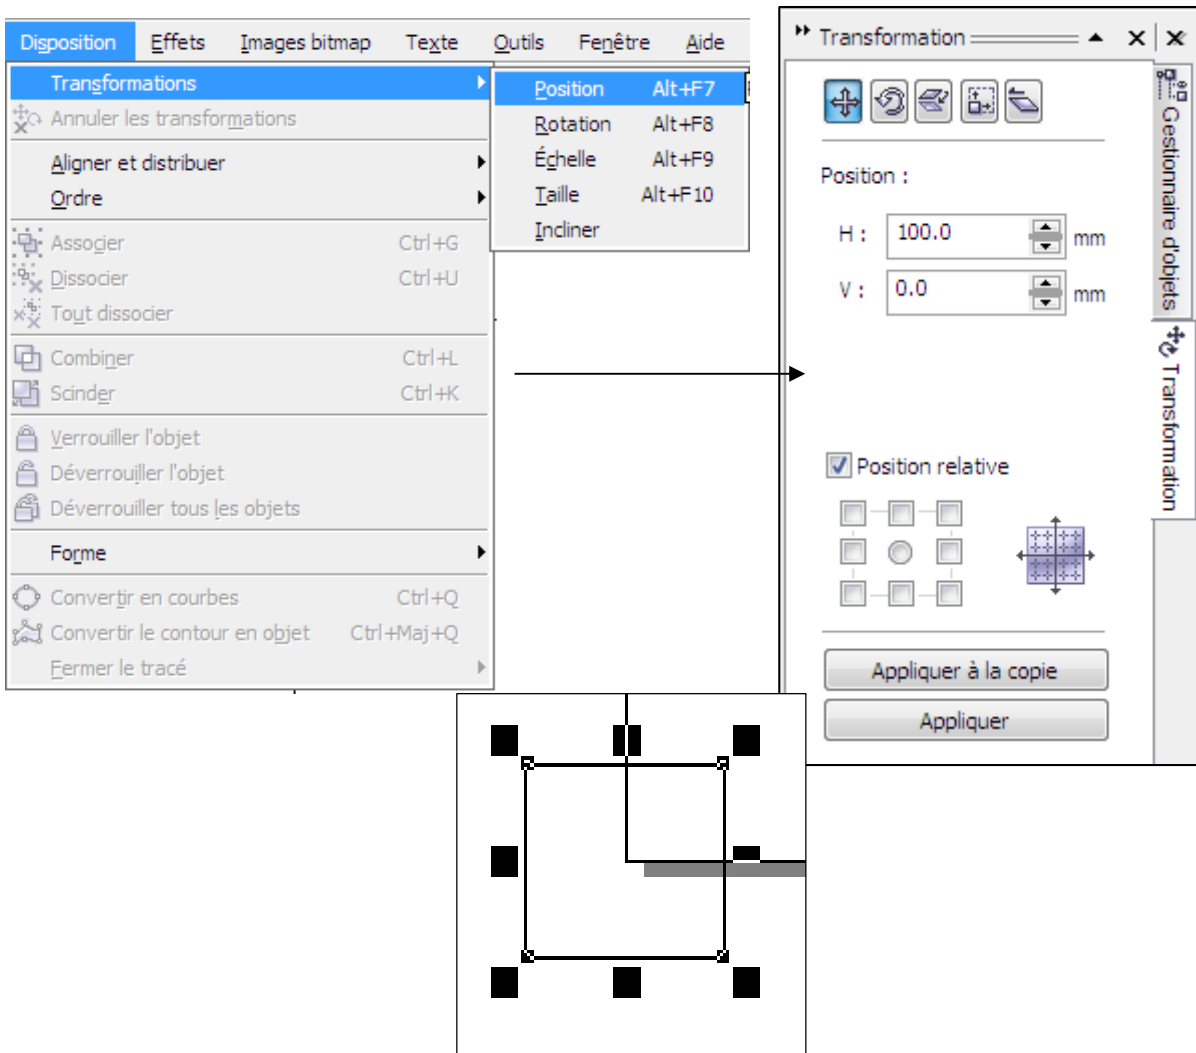 Disposition Effets Images bitmap Texte Outils Fenêtre Aide
Transformations
Annuler les transformations
Aligner et distribuer
Ordre
Associer Ctrl+G
Dissocier Ctrl+U
Tout dissocier
Combiner Ctrl+L
Scinder Ctrl+K
Verrouiller l'objet
Déverrouiller l'objet
Déverrouiller tous les objets
Forme
Convertir en courbes Ctrl+Q
Convertir le contour en objet Ctrl+Maj+Q
Fermer le tracé
Position Alt+F7
Rotation Alt+F8
Échelle Alt+F9
Taille Alt+F10
Incliner
Transformation
Position :
H : 100.0 mm
V : 0.0 mm
Position relative
Appliquer à la copie
Appliquer
Gestionnaire d'objets
Transformation